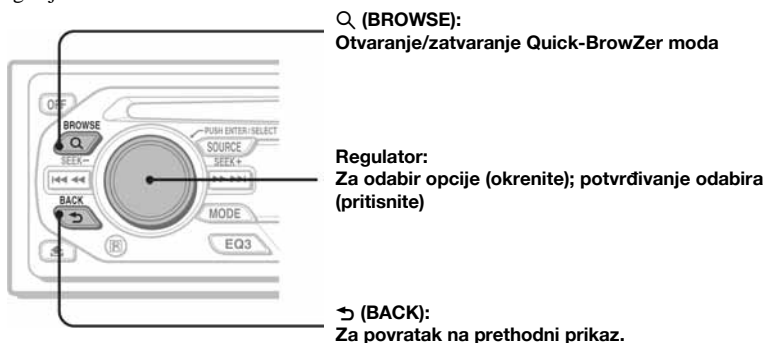 (BROWSE):
Otvaranje/zatvaranje Quick-BrowZer moda
OFF
BROWSE
PUSH ENTER/SELECT
SOURCE
SEEK–
SEEK+
BACK
MODE
EQ3
Regulator:
Za odabir opcije (okrenite); potvrđivanje odabira
(pritisnite)
(BACK):
Za povratak na prethodni prikaz.